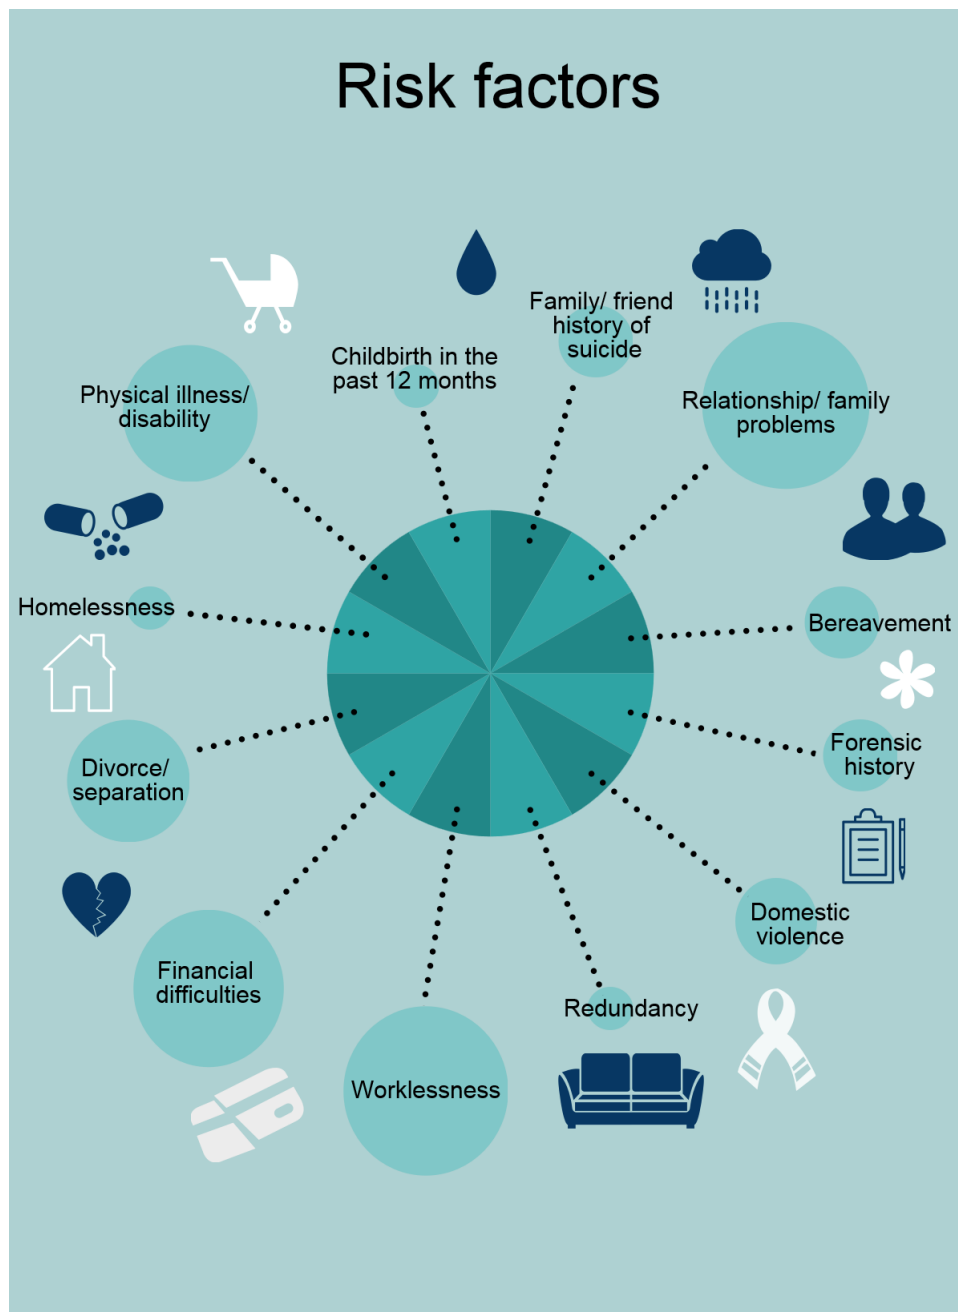 Risk factors
Family/ friend
history of
suicide
Childbirth in the
past 12 months
Physical illness/
disability
Relationship/ family
problems
Homelessness
Bereavement
Divorce/
separation
Forensic
history
Domestic
violence
Financial
difficulties
Redundancy
Worklessness